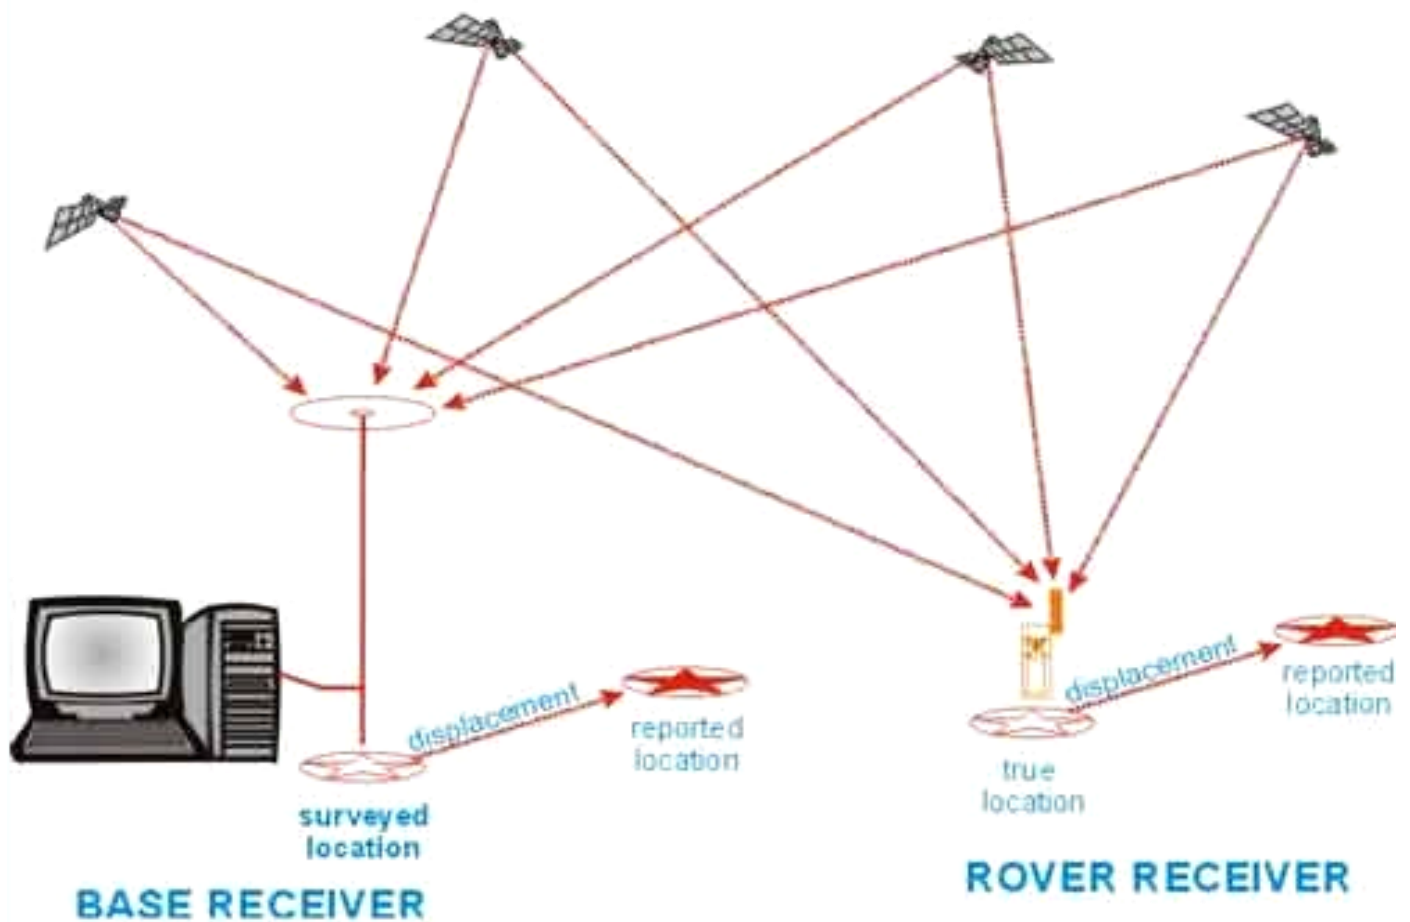 displacement
reported
location
surveyed
location
BASE RECEIVER
displacement
reported
location
true
location
ROVER RECEIVER